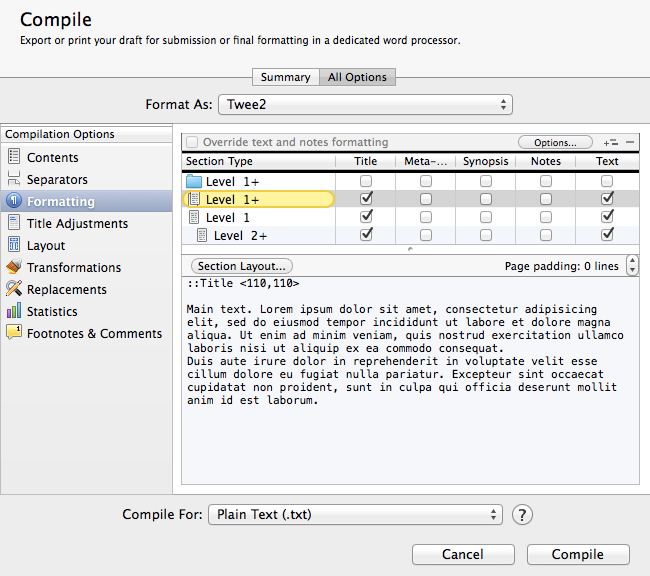 Compile
Export or print your draft for submission or final formatting in a dedicated word processor.
Summary All Options
Format As: Twee2
Compilation Options
Contents
Separators
Formatting
Title Adjustments
Layout
Transformations
Replacements
Statistics
Footnotes & Comments
Override text and notes formatting Options...
Section Type Title Meta-... Synopsis Notes Text
Level 1+
Level 1+
Level 1
Level 2+
Section Layout... Page padding: 0 lines
::Title <110,110>
Main text. Lorem ipsum dolor sit amet, consectetur adipisicing
elit, sed do eiusmod tempor incididunt ut labore et dolore magna
aliqua. Ut enim ad minim veniam, quis nostrud exercitation ullamco
laboris nisi ut aliquip ex ea commodo consequat.
Duis aute irure dolor in reprehenderit in voluptate velit esse
cillum dolore eu fugiat nulla pariatur. Excepteur sint occaecat
cupidatat non proident, sunt in culpa qui officia deserunt mollit
anim id est laborum.
Compile For: Plain Text (.txt) ?
Cancel Compile